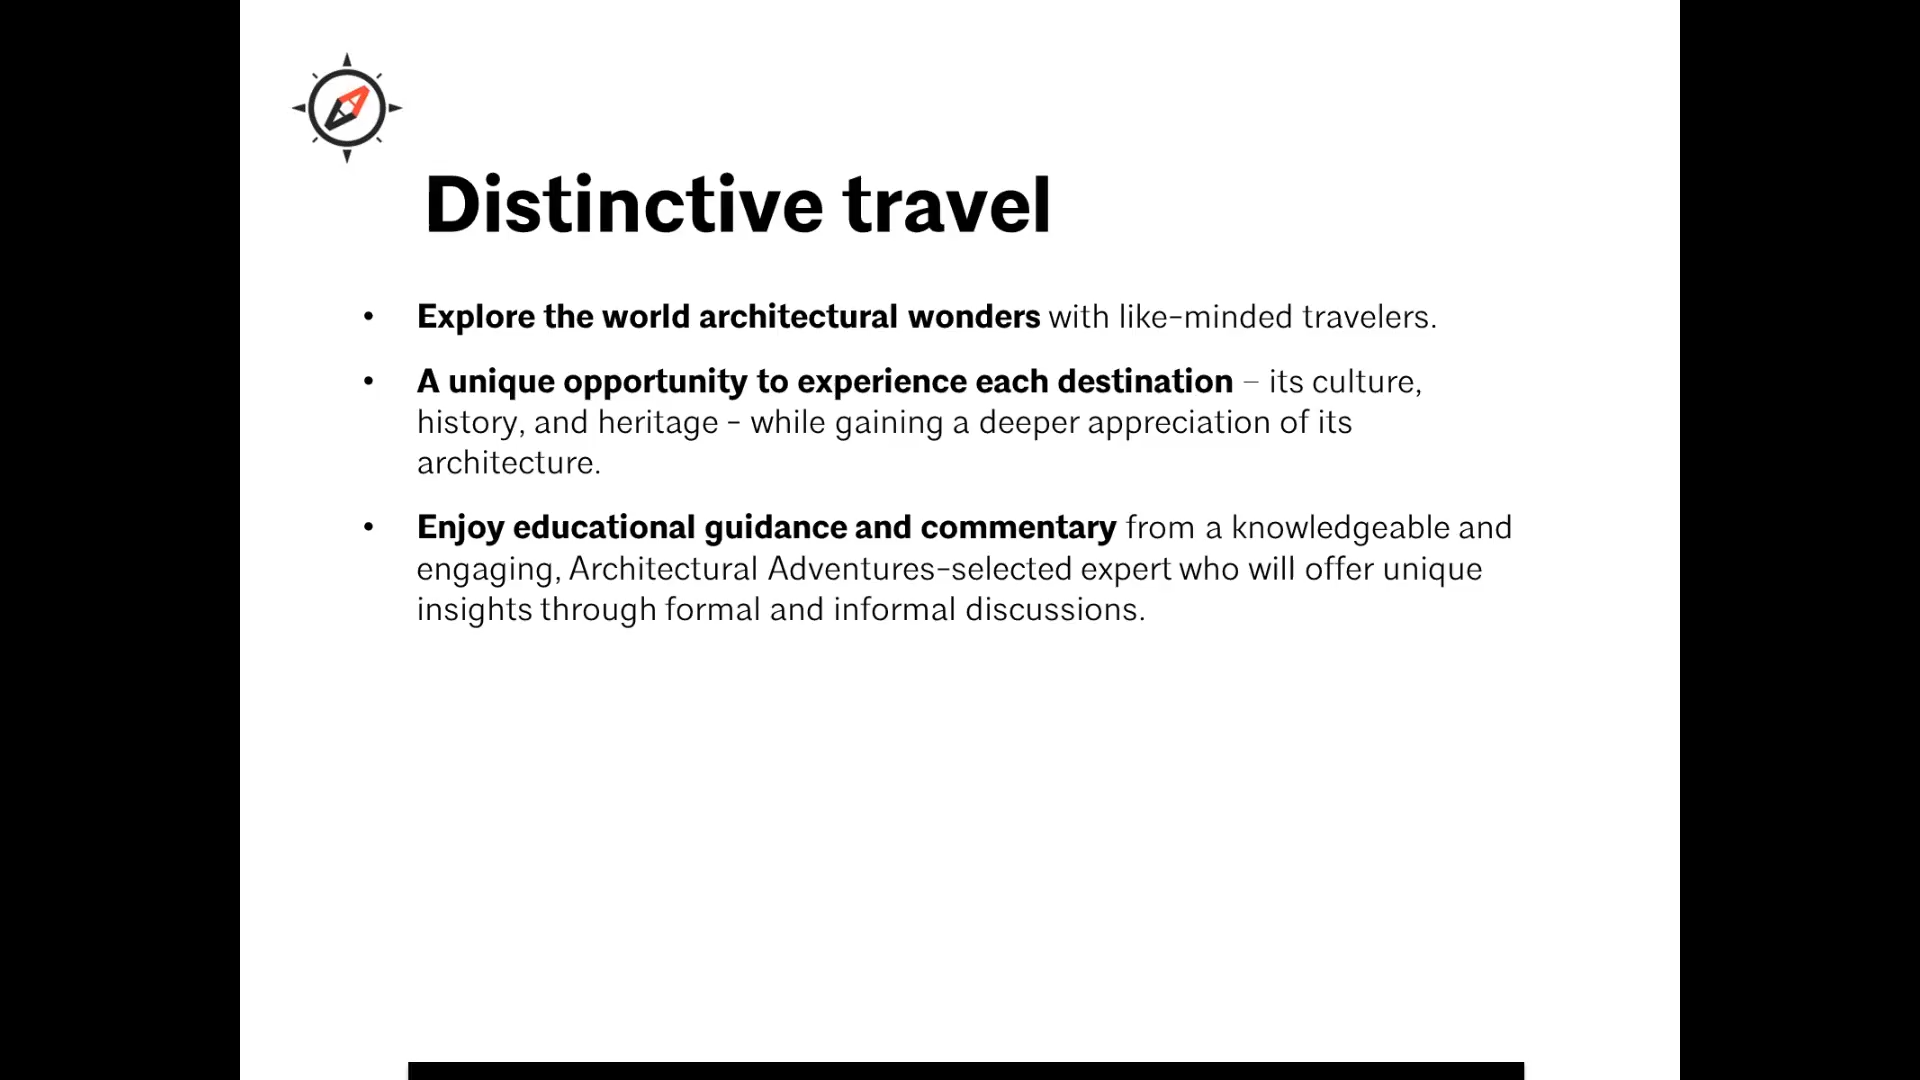 Distinctive travel
• Explore the world architectural wonders with like-minded travelers.
• A unique opportunity to experience each destination – its culture,
history, and heritage - while gaining a deeper appreciation of its
architecture.
• Enjoy educational guidance and commentary from a knowledgeable and
engaging, Architectural Adventures-selected expert who will offer unique
insights through formal and informal discussions.